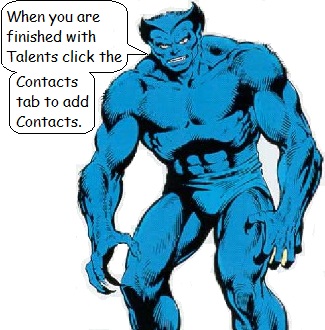 When you are
finished with
Talents click the
Contacts
tab to add
Contacts.